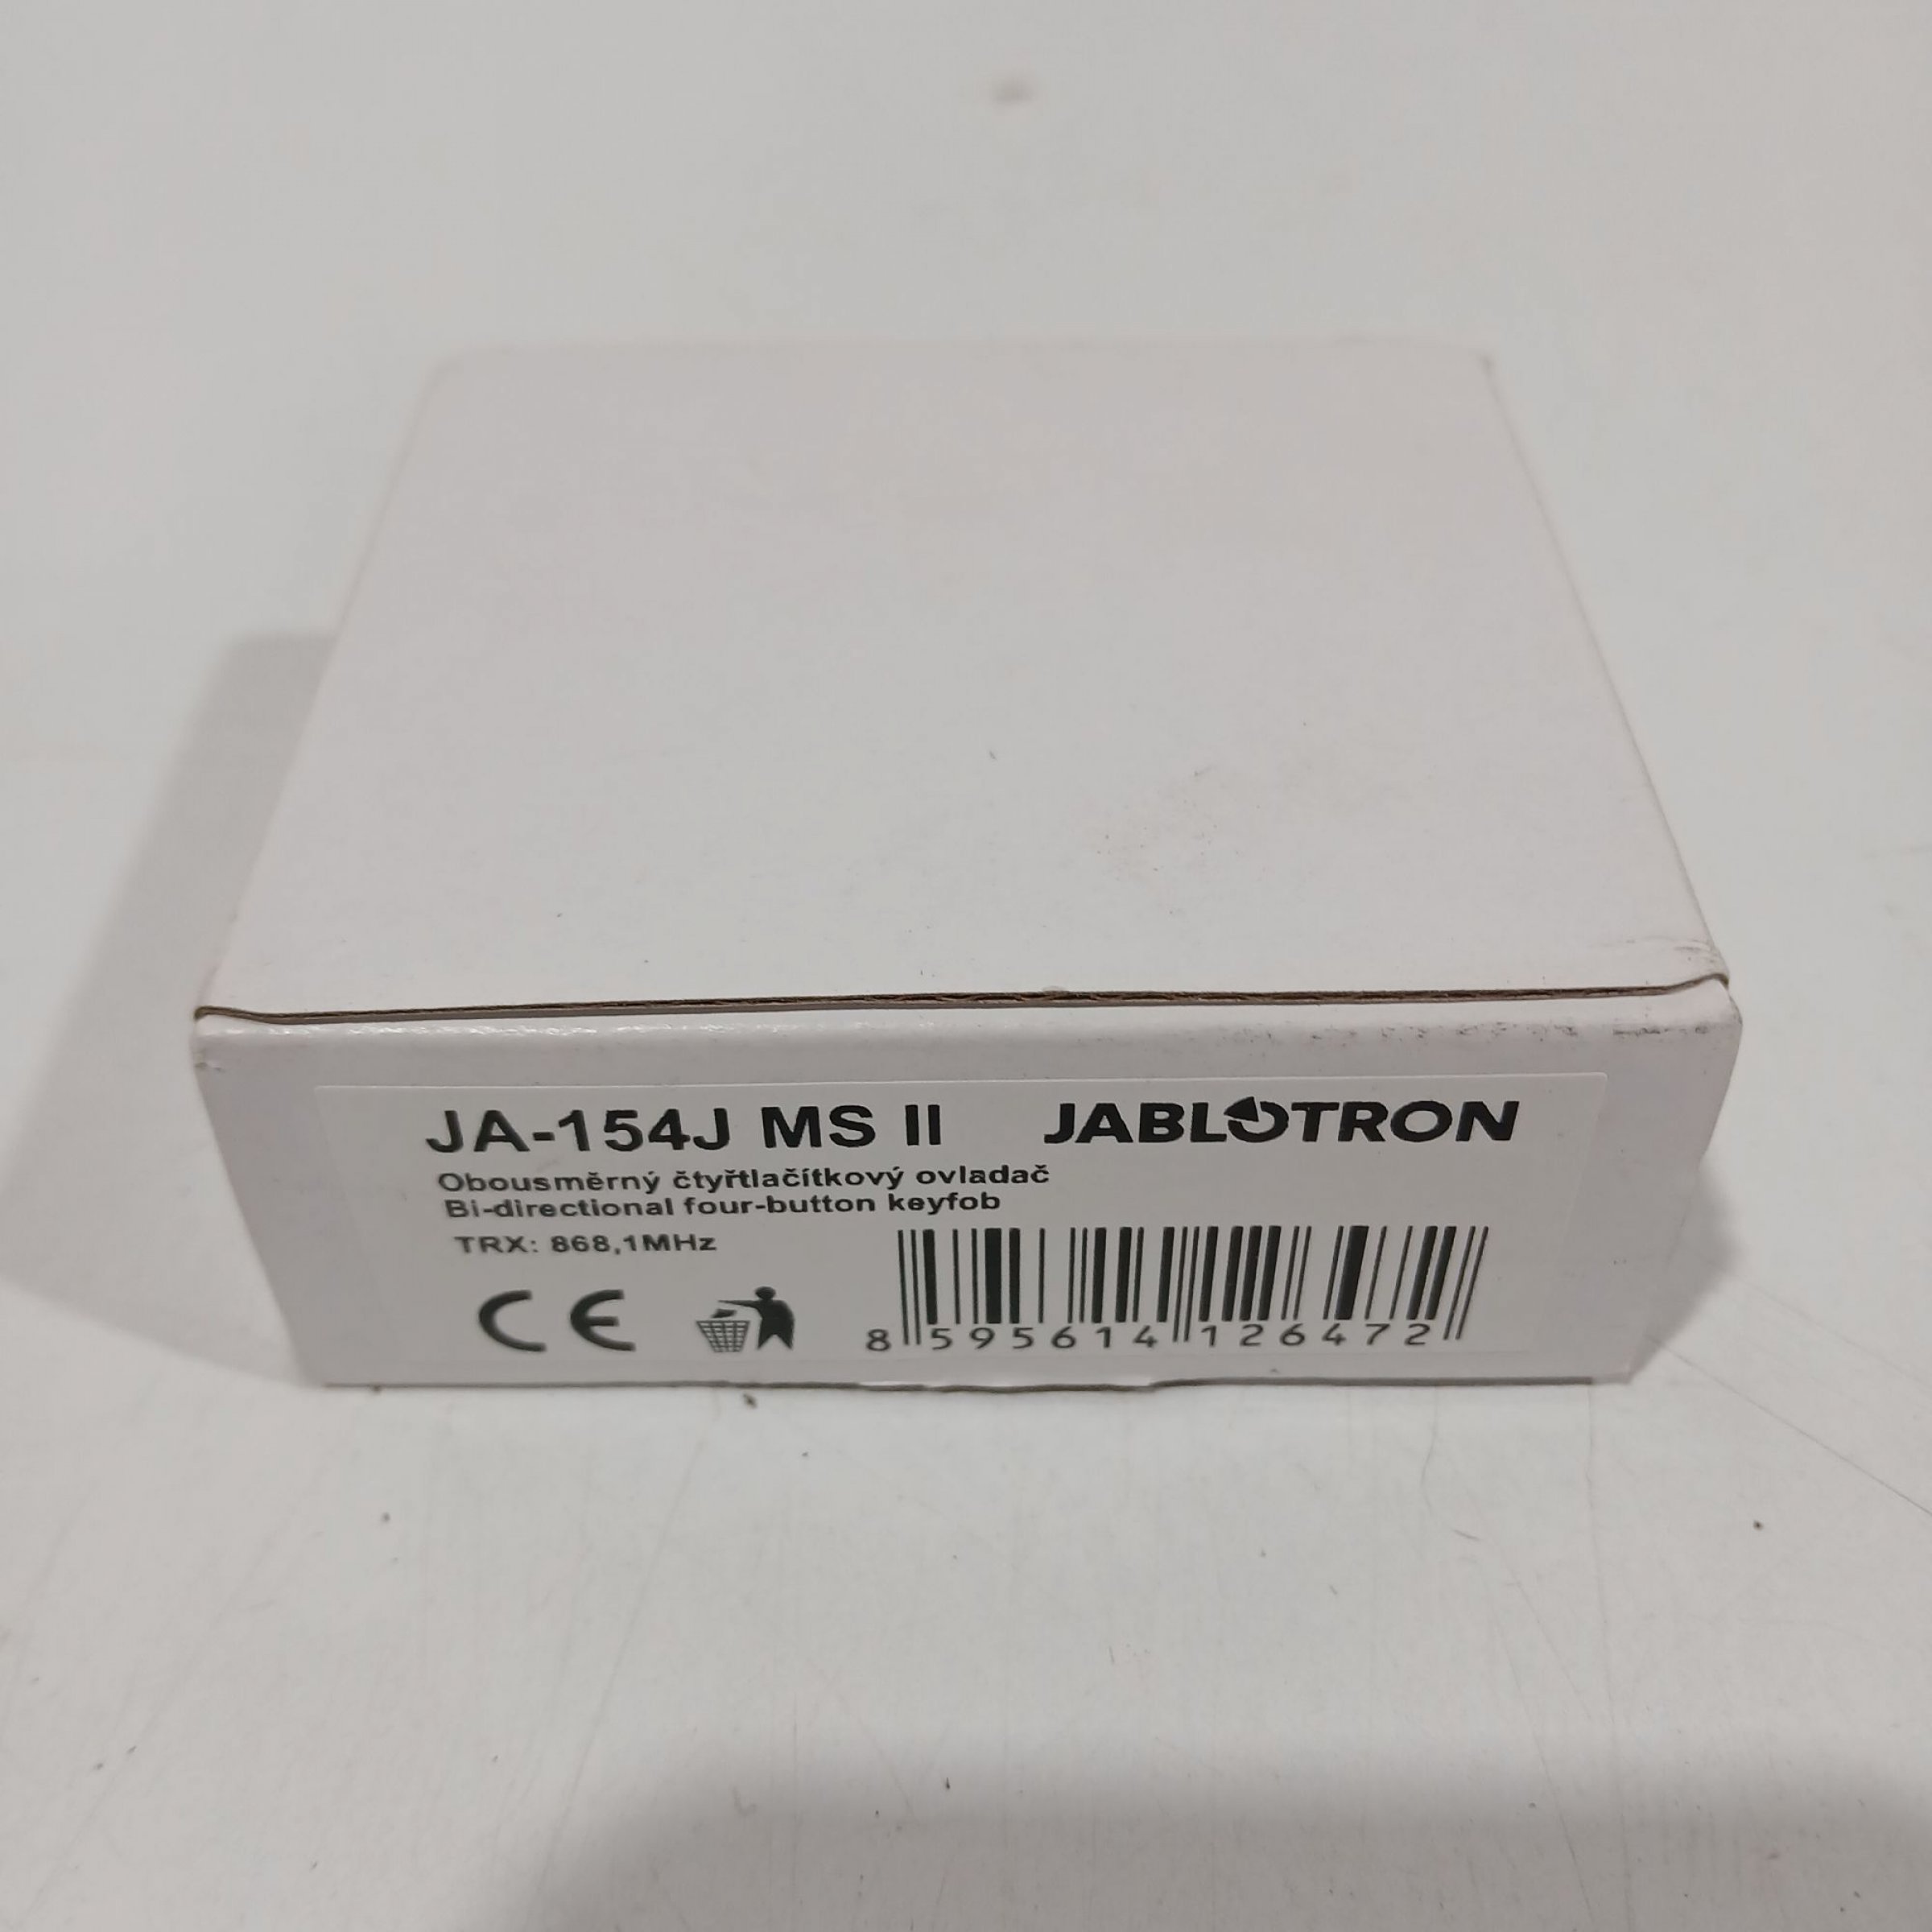 JA-154J MS II JABLOTRON
Obousměrný čtyřtlačítkový ovladač
Bi-directional four-button keyfob
TRX: 868,1MHz
CE
8 595614 126472